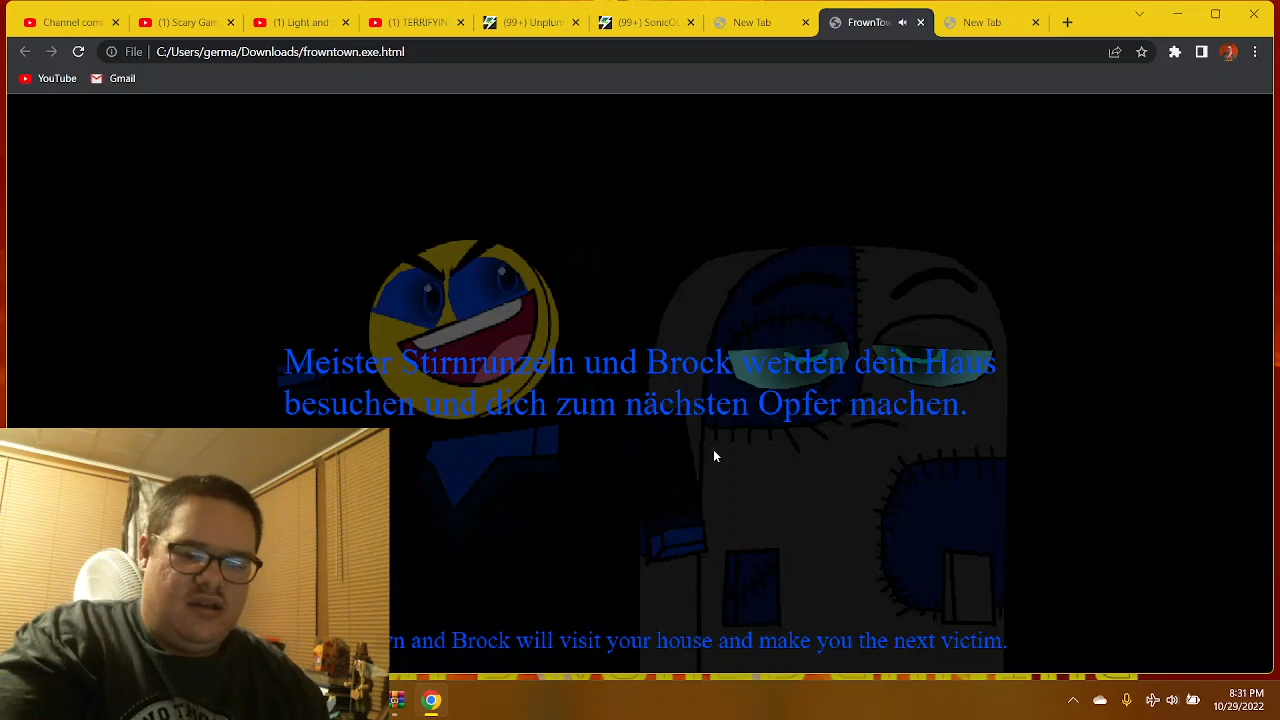 Channel com
(1) Scary Gam
(1) Light and
(1) TERRIFYIN
(99+) Unplum
(99+) SonicOL
New Tab
FrownTow
New Tab
File
C:/Users/germa/Downloads/frowntown.exe.html
YouTube
Gmail
Meister Stirnrunzeln und Brock werden dein Haus
besuchen und dich zum nächsten Opfer machen.
and Brock will visit your house and make you the next victim.
8:31 PM
10/29/2022